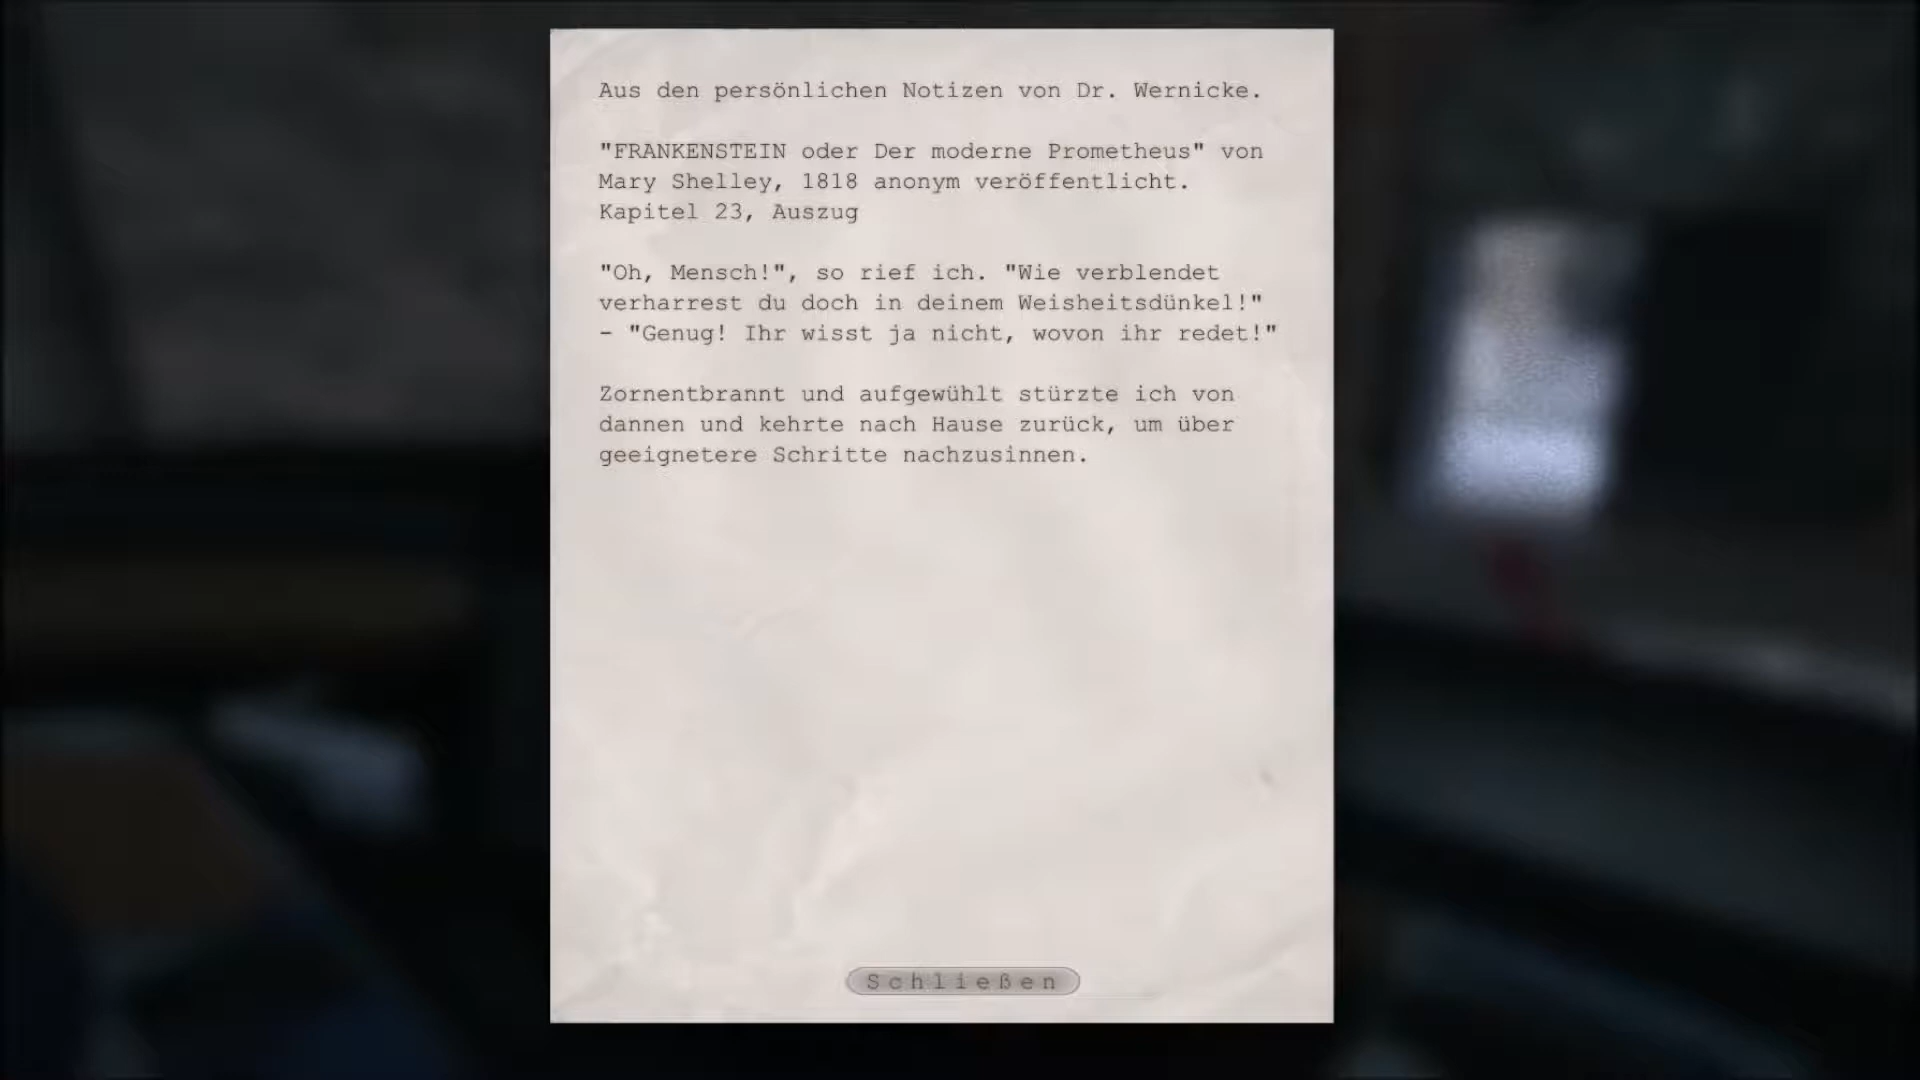 Aus den persönlichen Notizen von Dr. Wernicke.
"FRANKENSTEIN oder Der moderne Prometheus" von
Mary Shelley, 1818 anonym veröffentlicht.
Kapitel 23, Auszug
"Oh, Mensch!", so rief ich. "Wie verblendet
verharrest du doch in deinem Weisheitsdünkel!"
- "Genug! Ihr wisst ja nicht, wovon ihr redet!"
Zornentbrannt und aufgewühlt stürzte ich von
dannen und kehrte nach Hause zurück, um über
geeignetere Schritte nachzusinnen.
Schließen